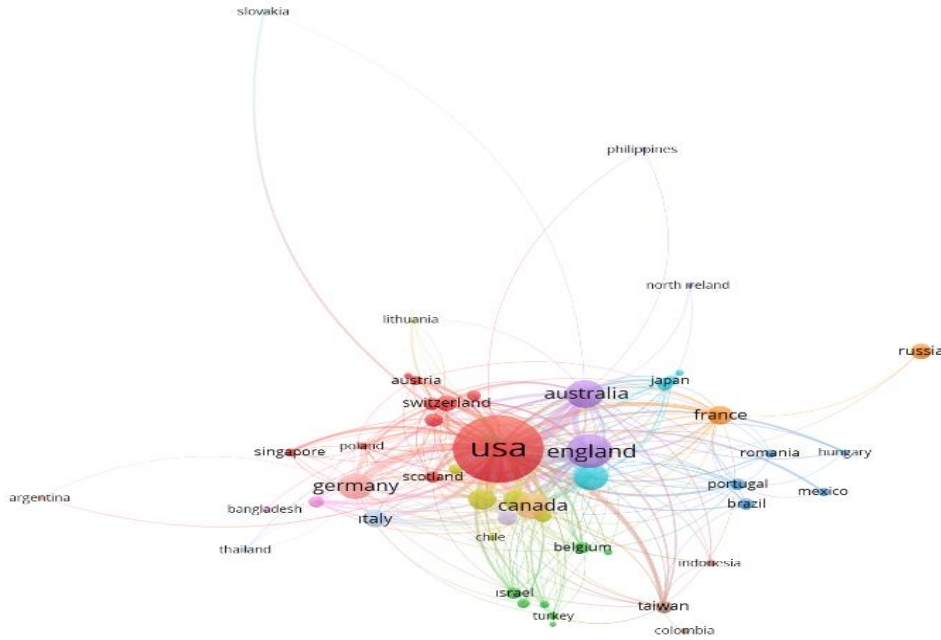 slovakia
philippines
north ireland
lithuania
russia
austria
japan
australia
switzerland
france
usa
england
poland
singapore
romania
hungary
scotland
germany
portugal
mexico
argentina
canada
brazil
bangladesh
italy
chile
thailand
belgium
indonesia
israel
taiwan
turkey
colombia